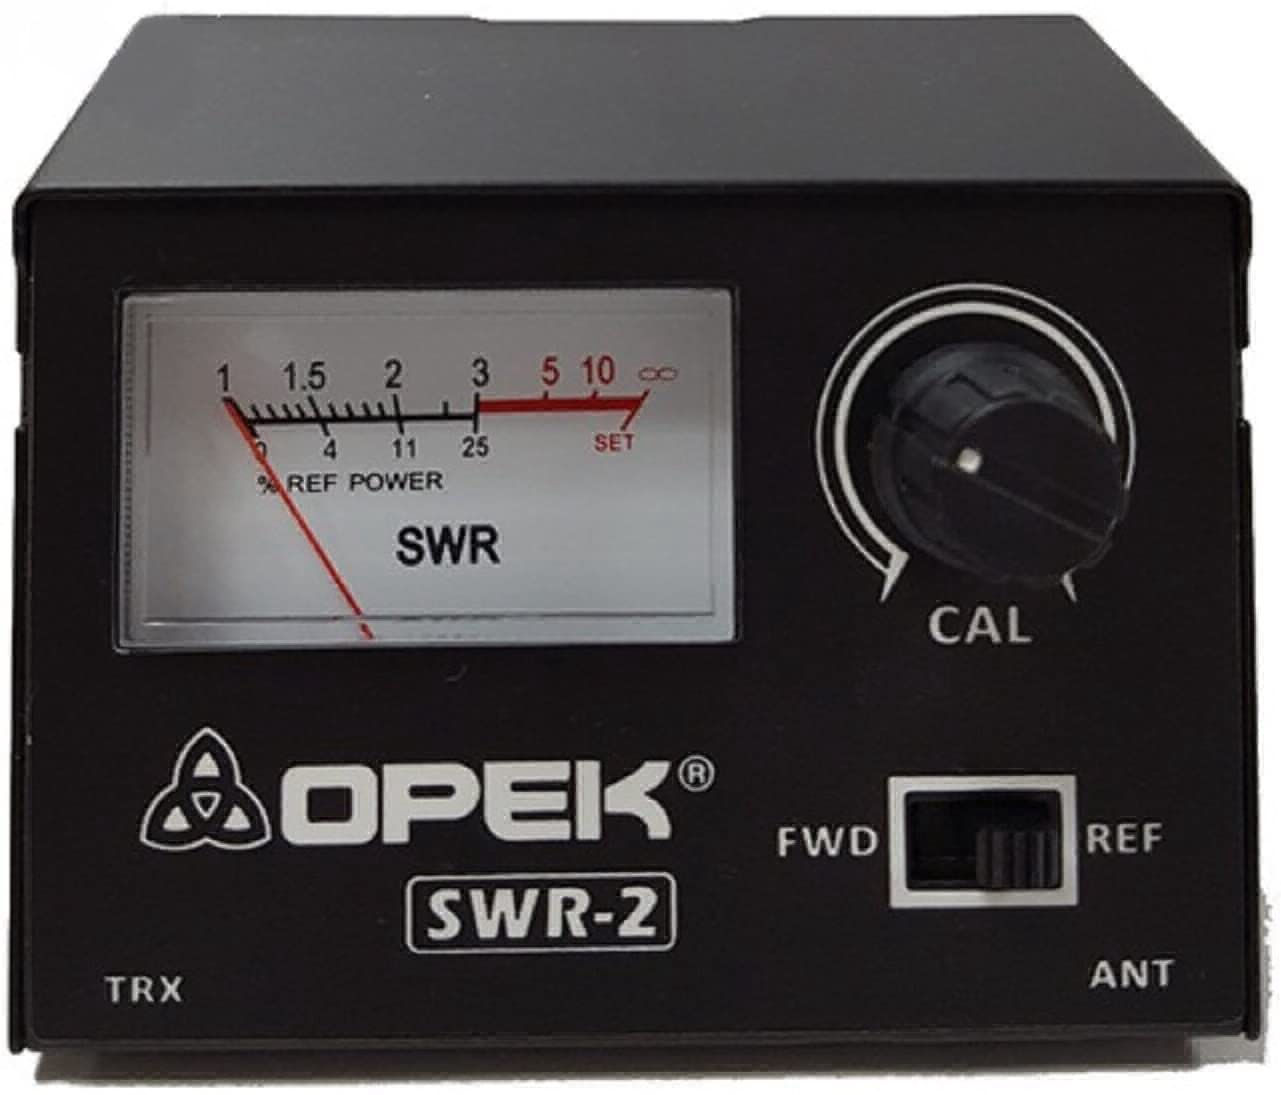 1 1.5 2 3 5 10 ∞
0 4 11 25 SET
% REF POWER
SWR
CAL
OPEK®
SWR-2
FWD REF
TRX ANT